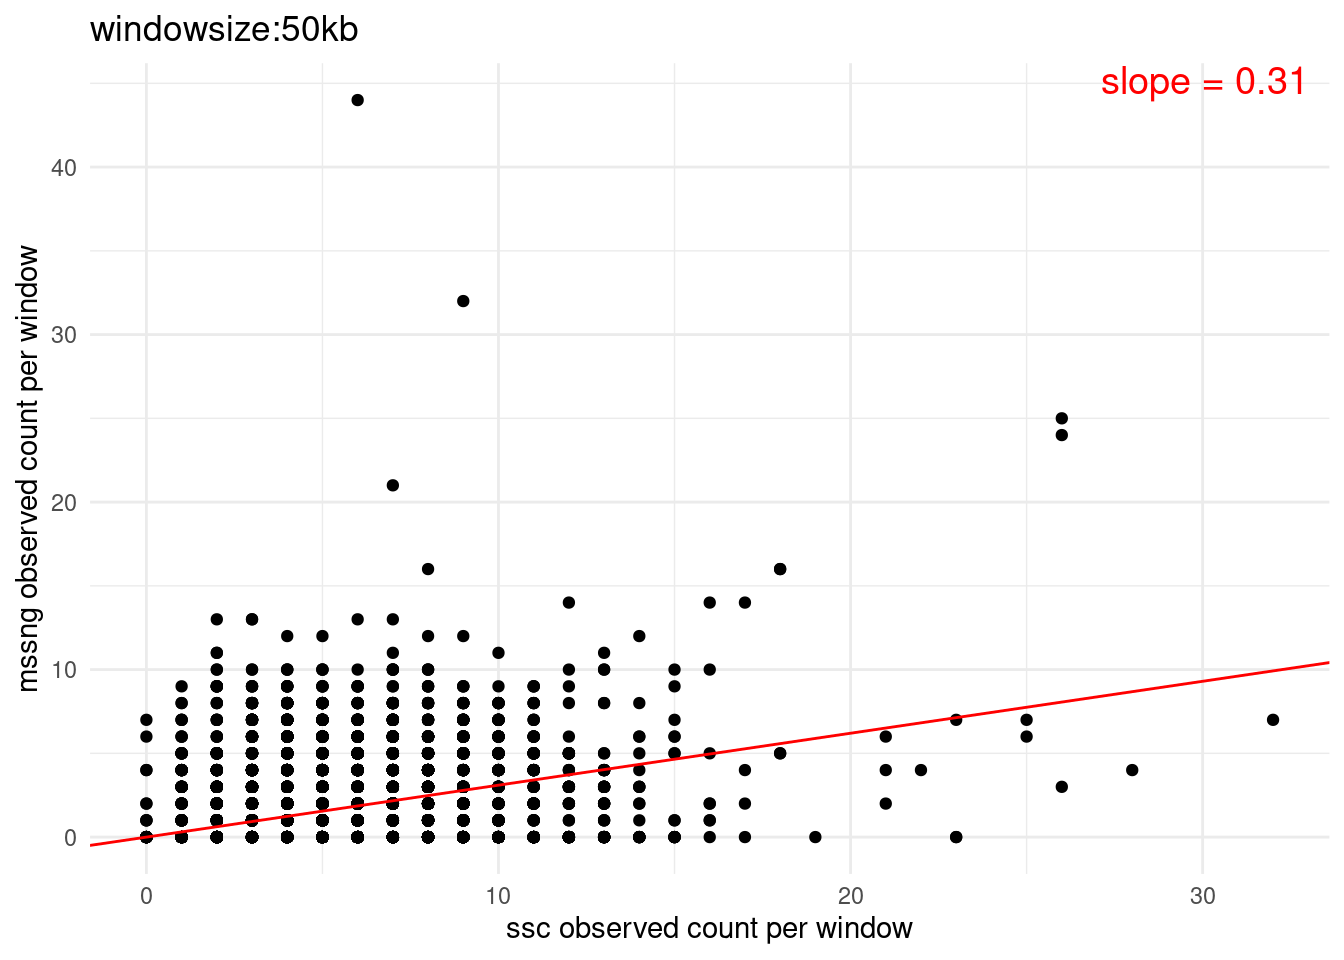 windowsize:50kb
slope = 0.31
mssng observed count per window
40
30
20
10
0
0 10 20 30
ssc observed count per window